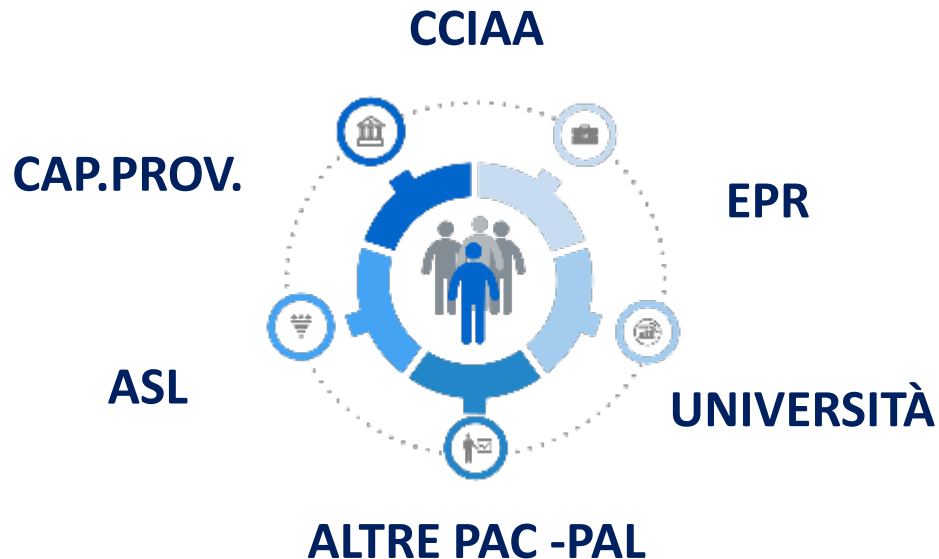 CCIAA
CAP.PROV.
EPR
ASL
UNIVERSITÀ
ALTRE PAC -PAL